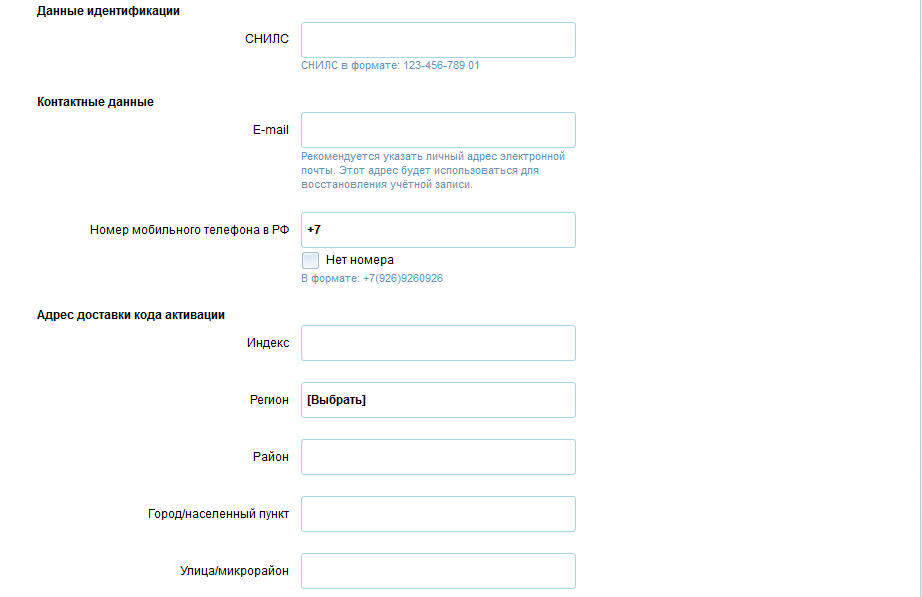 Данные идентификации
СНИЛС
СНИЛС в формате: 123-456-789 01
Контактные данные
E-mail
Рекомендуется указать личный адрес электронной
почты. Этот адрес будет использоваться для
восстановления учётной записи.
Номер мобильного телефона в РФ +7
Нет номера
В формате: +7(926)9260926
Адрес доставки кода активации
Индекс
Регион [Выбрать]
Район
Город/населенный пункт
Улица/микрорайон